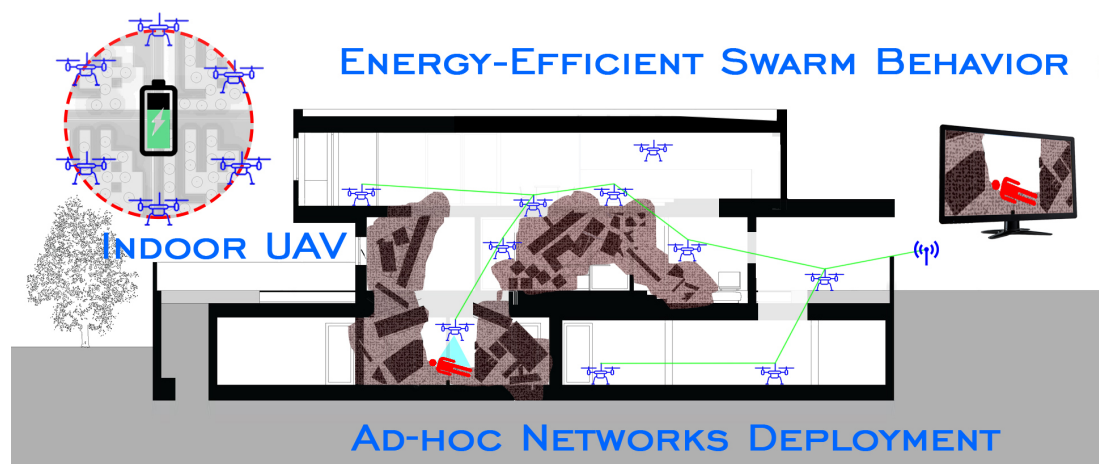 Energy-Efficient Swarm Behavior
Indoor UAV
Ad-hoc Networks Deployment